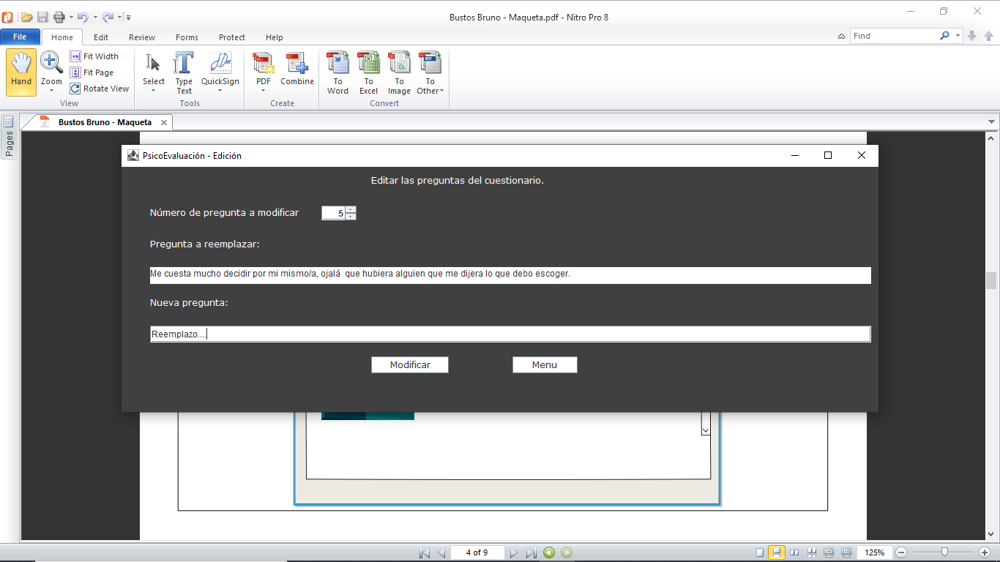 Bustos Bruno - Maqueta.pdf - Nitro Pro 8
File Home Edit Review Forms Protect Help Find
Hand Zoom Fit Width Fit Page Rotate View Select Type Text QuickSign PDF Combine To Word To Excel To Image To Other
View Tools Create Convert
Bustos Bruno - Maqueta
Pages
PsicoEvaluación - Edición
Editar las preguntas del cuestionario.
Número de pregunta a modificar 5
Pregunta a reemplazar:
Me cuesta mucho decidir por mi mismo/a, ojalá  que hubiera alguien que me dijera lo que debo escoger.
Nueva pregunta:
Reemplazo....
Modificar Menu
4 of 9 125%